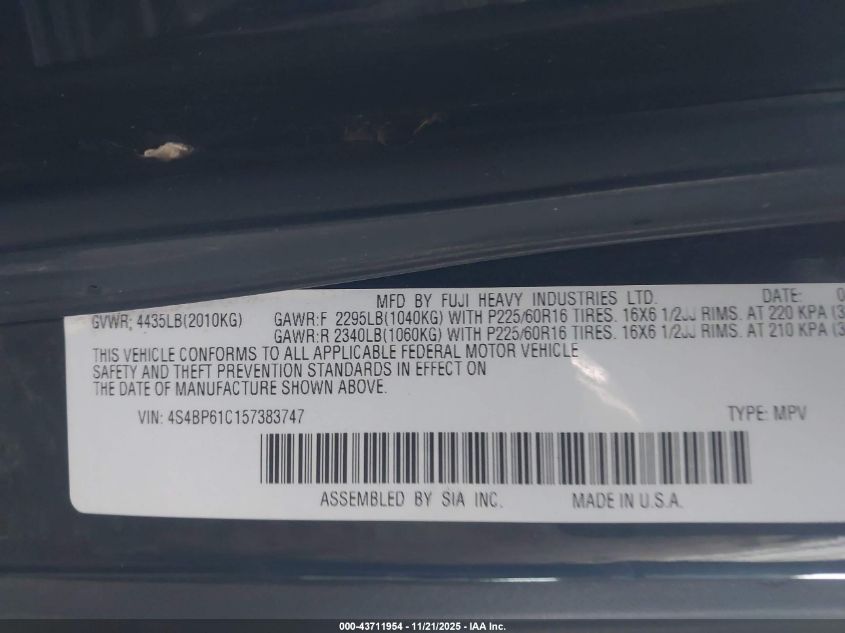 MFD BY FUJI HEAVY INDUSTRIES LTD. DATE: 0
GVWR; 4435LB(2010KG) GAWR:F 2295LB(1040KG) WITH P225/60R16 TIRES. 16X6 1/2JJ RIMS. AT 220 KPA (3
GAWR:R 2340LB(1060KG) WITH P225/60R16 TIRES. 16X6 1/2JJ RIMS. AT 210 KPA (3
THIS VEHICLE CONFORMS TO ALL APPLICABLE FEDERAL MOTOR VEHICLE
SAFETY AND THEFT PREVENTION STANDARDS IN EFFECT ON
THE DATE OF MANUFACTURE SHOWN ABOVE.
VIN: 4S4BP61C157383747 TYPE: MPV
ASSEMBLED BY SIA INC. MADE IN U.S.A.
000-43711954 - 11/21/2025 - IAA Inc.